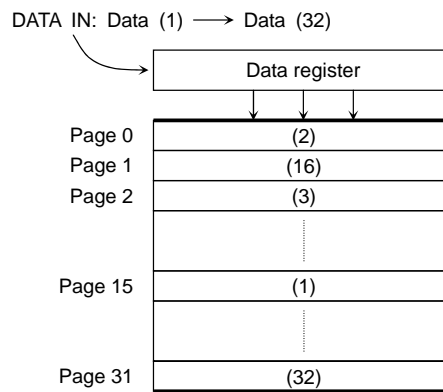 DATA IN: Data (1) ⟶ Data (32)
Data register
Page 0 (2)
Page 1 (16)
Page 2 (3)
Page 15 (1)
Page 31 (32)